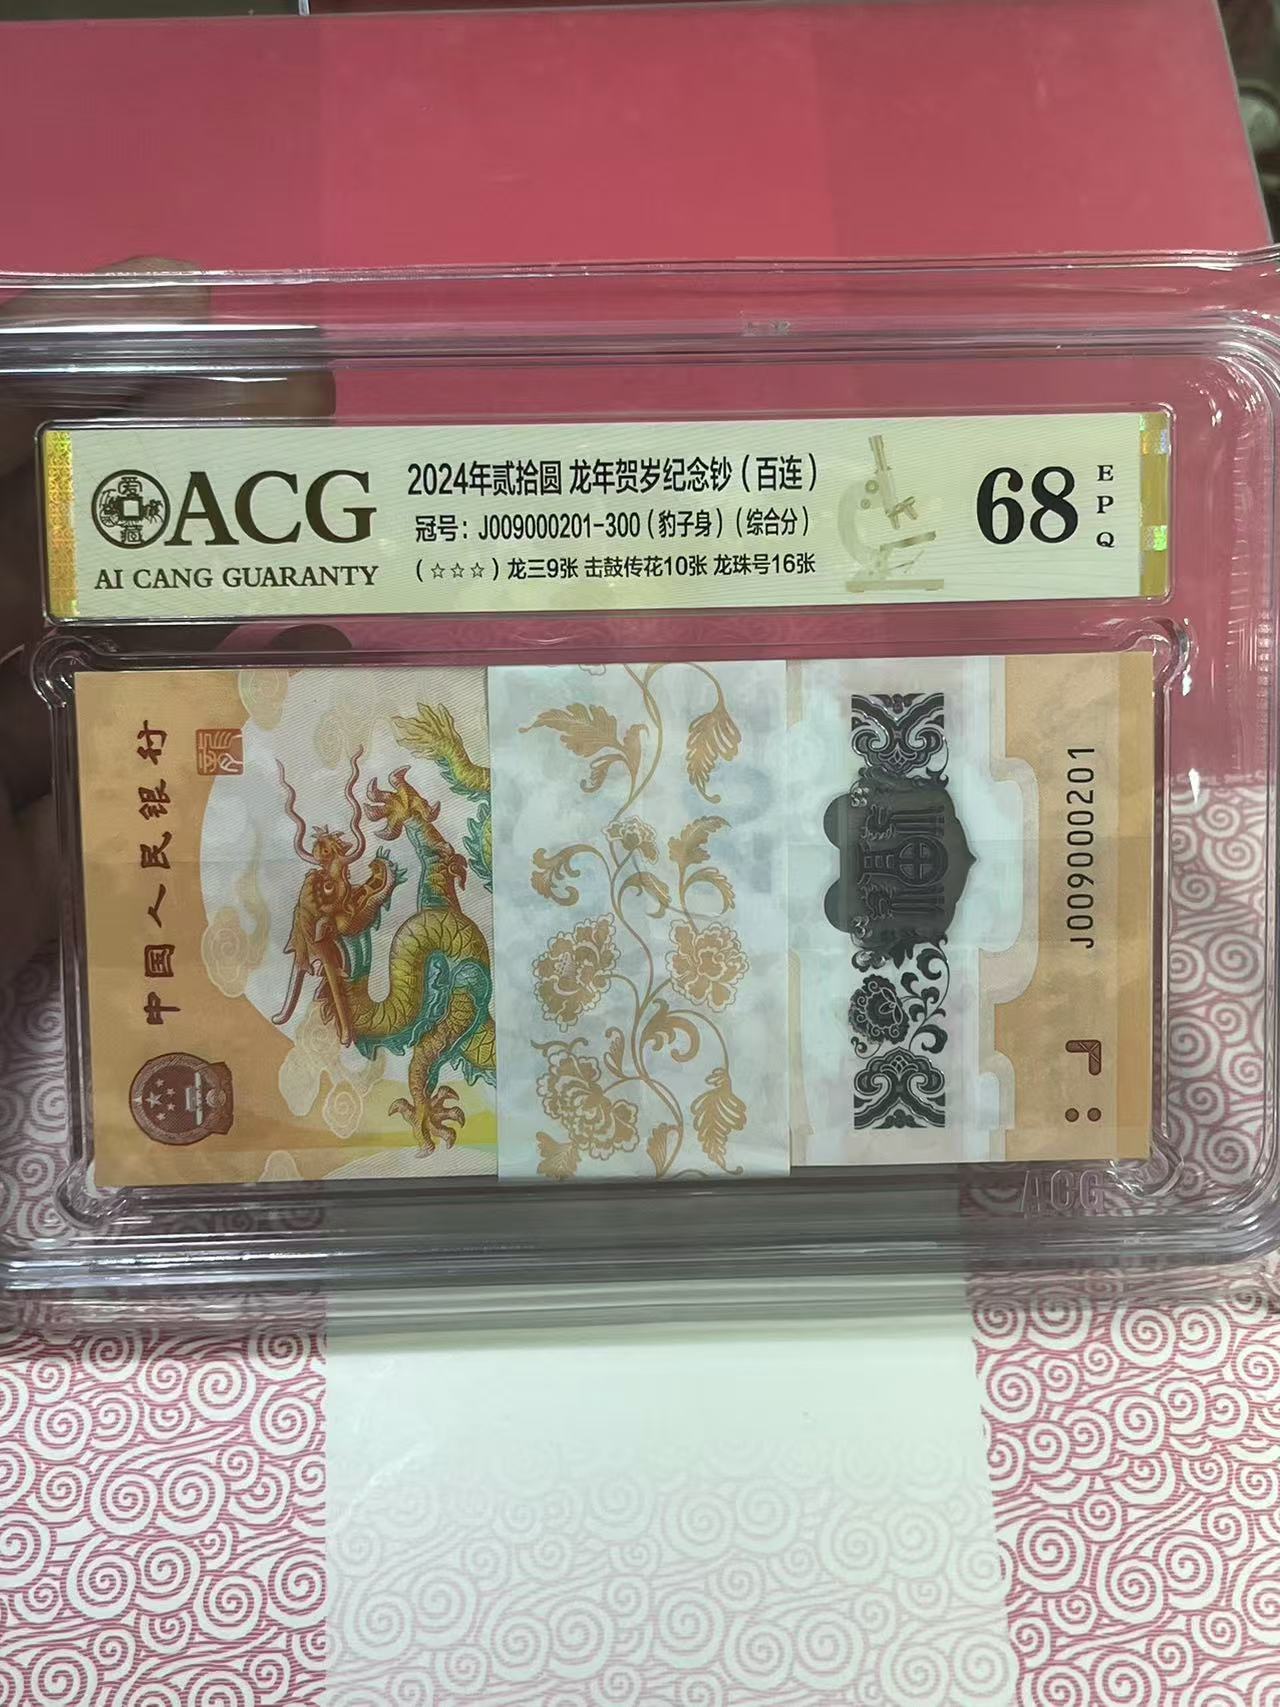 爱藏
ACG
AI CANG GUARANTY
2024年贰拾圆 龙年贺岁纪念钞（百连）
冠号：J009000201-300（豹子身）（综合分）
（☆☆☆）龙三9张 击鼓传花10张 龙珠号16张
68
EPQ
中国人民银行
J009000201
ACG